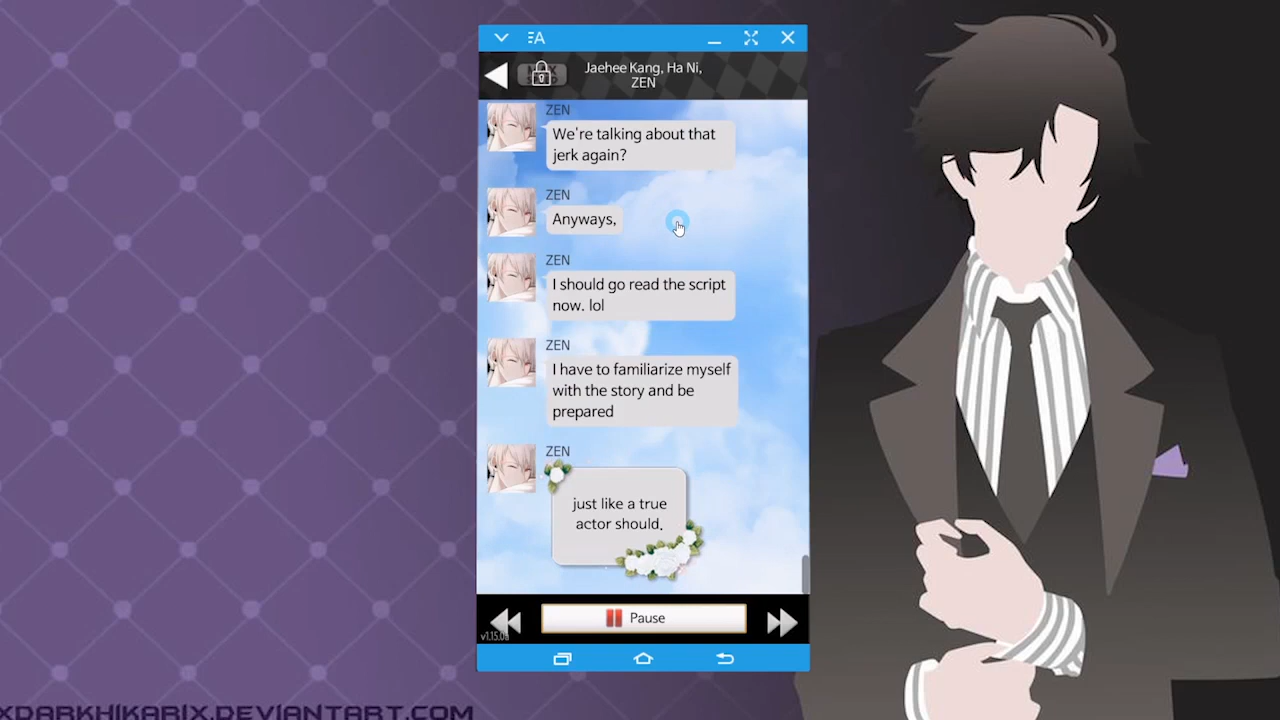 Jaehee Kang, Ha Ni,
ZEN
ZEN
We're talking about that
jerk again?
ZEN
Anyways,
ZEN
I should go read the script
now. lol
ZEN
I have to familiarize myself
with the story and be
prepared
ZEN
just like a true
actor should.
Pause
XDARKHIKARIX.DEVIANTART.COM